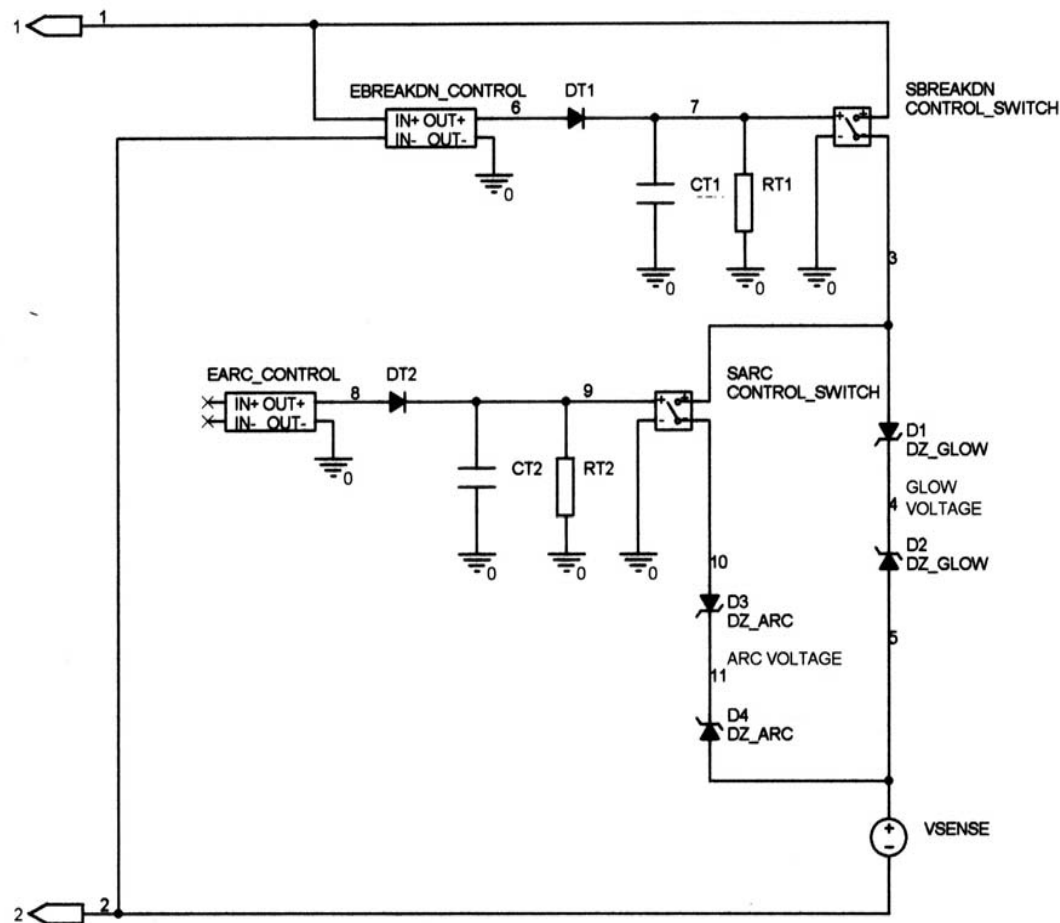 1
1
EBREAKDN_CONTROL
6
DT1
7
SBREAKDN
CONTROL_SWITCH
IN+ OUT+
IN- OUT-
+
-
+
0
CT1
RT1
0
0
0
3
EARC_CONTROL
8
DT2
9
SARC
CONTROL_SWITCH
IN+ OUT+
IN- OUT-
+
-
+
0
CT2
RT2
0
0
0
D1
DZ_GLOW
4
GLOW
VOLTAGE
D2
DZ_GLOW
10
D3
DZ_ARC
5
11
ARC VOLTAGE
D4
DZ_ARC
+
-
VSENSE
2
2